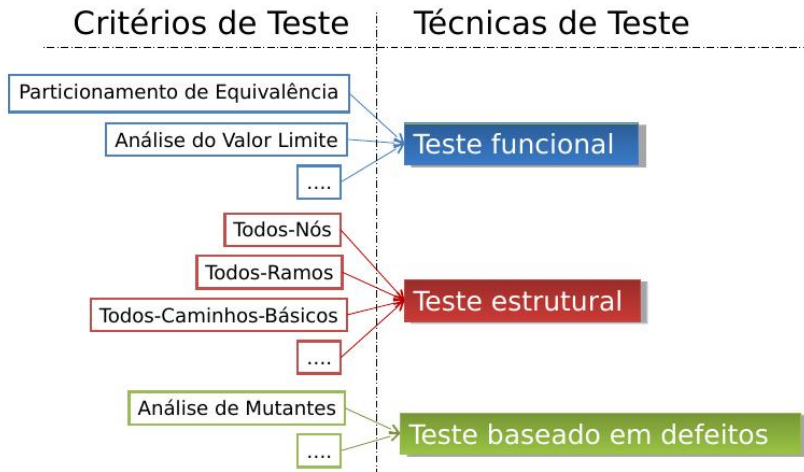 Critérios de Teste
Técnicas de Teste
Particionamento de Equivalência
Análise do Valor Limite
....
Teste funcional
Todos-Nós
Todos-Ramos
Todos-Caminhos-Básicos
....
Teste estrutural
Análise de Mutantes
....
Teste baseado em defeitos